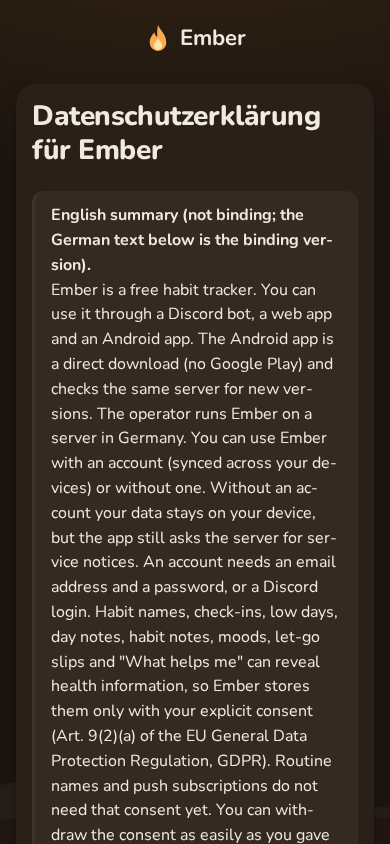 Ember
Datenschutzerklärung
für Ember
English summary (not binding; the
German text below is the binding ver-
sion).
Ember is a free habit tracker. You can
use it through a Discord bot, a web app
and an Android app. The Android app is
a direct download (no Google Play) and
checks the same server for new ver-
sions. The operator runs Ember on a
server in Germany. You can use Ember
with an account (synced across your de-
vices) or without one. Without an ac-
count your data stays on your device,
but the app still asks the server for ser-
vice notices. An account needs an email
address and a password, or a Discord
login. Habit names, check-ins, low days,
day notes, habit notes, moods, let-go
slips and "What helps me" can reveal
health information, so Ember stores
them only with your explicit consent
(Art. 9(2)(a) of the EU General Data
Protection Regulation, GDPR). Routine
names and push subscriptions do not
need that consent yet. You can with-
draw the consent as easily as you gave